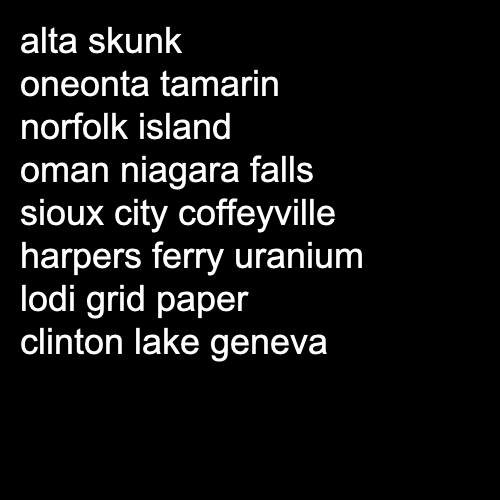 alta skunk
oneonta tamarin
norfolk island
oman niagara falls
sioux city coffeyville
harpers ferry uranium
lodi grid paper
clinton lake geneva